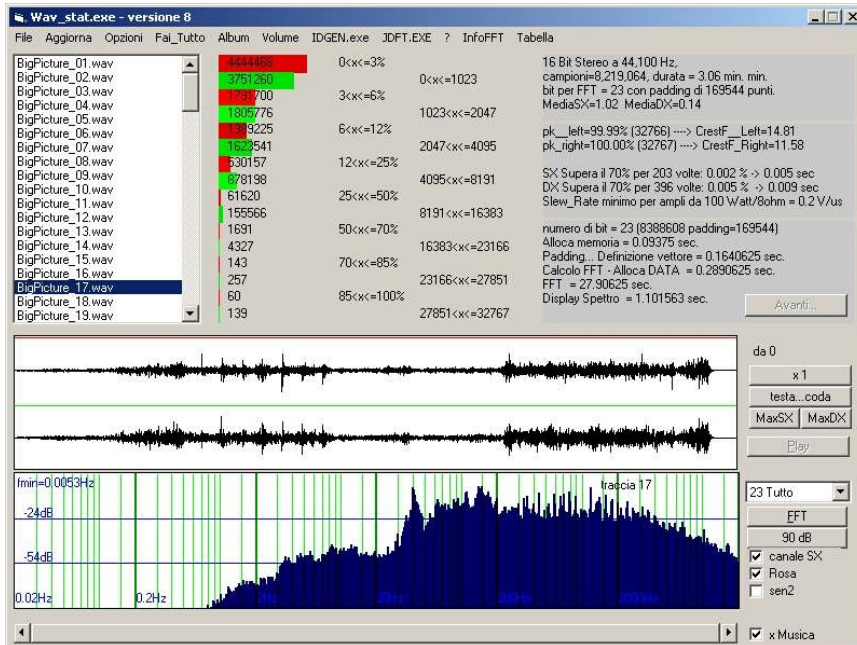 Wav_stat.exe - versione 8
File Aggiorna Opzioni Fai_Tutto Album Volume IDGEN.exe JDFT.EXE ? InfoFFT Tabella
BigPicture_01.wav
BigPicture_02.wav
BigPicture_03.wav
BigPicture_04.wav
BigPicture_05.wav
BigPicture_06.wav
BigPicture_07.wav
BigPicture_08.wav
BigPicture_09.wav
BigPicture_10.wav
BigPicture_11.wav
BigPicture_12.wav
BigPicture_13.wav
BigPicture_14.wav
BigPicture_15.wav
BigPicture_16.wav
BigPicture_17.wav
BigPicture_18.wav
BigPicture_19.wav
4444468 0<x<=3%
3751260 0<x<=1023
1791700 3<x<=6%
1805776 1023<x<=2047
1389225 6<x<=12%
1623541 2047<x<=4095
530157 12<x<=25%
878198 4095<x<=8191
61620 25<x<=50%
155566 8191<x<=16383
1691 50<x<=70%
4327 16383<x<=23166
143 70<x<=85%
257 23166<x<=27851
60 85<x<=100%
139 27851<x<=32767
16 Bit Stereo a 44,100 Hz,
campioni=8,219,064, durata = 3.06 min. min.
bit per FFT = 23 con padding di 169544 punti.
MediaSX=1.02 MediaDX=0.14
pk__left=99.99% (32766) ----> CrestF__Left=14.81
pk_right=100.00% (32767) ----> CrestF_Right=11.58
SX Supera il 70% per 203 volte: 0.002 % -> 0.005 sec
DX Supera il 70% per 396 volte: 0.005 % -> 0.009 sec
Slew_Rate minimo per ampli da 100 Watt/8ohm = 0.2 V/us
numero di bit = 23 (8388608 padding=169544)
Alloca memoria = 0.09375 sec.
Padding... Definizione vettore = 0.1640625 sec.
Calcolo FFT - Alloca DATA = 0.2890625 sec.
FFT = 27.90625 sec.
Display Spettro = 1.101563 sec.
Avanti...
da 0
x 1
testa...coda
MaxSX MaxDX
Play
fmin=0.0053Hz
traccia 17
-24dB
-54dB
0.02Hz 0.2Hz 2Hz 20Hz 200Hz 2000Hz
23 Tutto
FFT
90 dB
canale SX
Rosa
sen2
x Musica